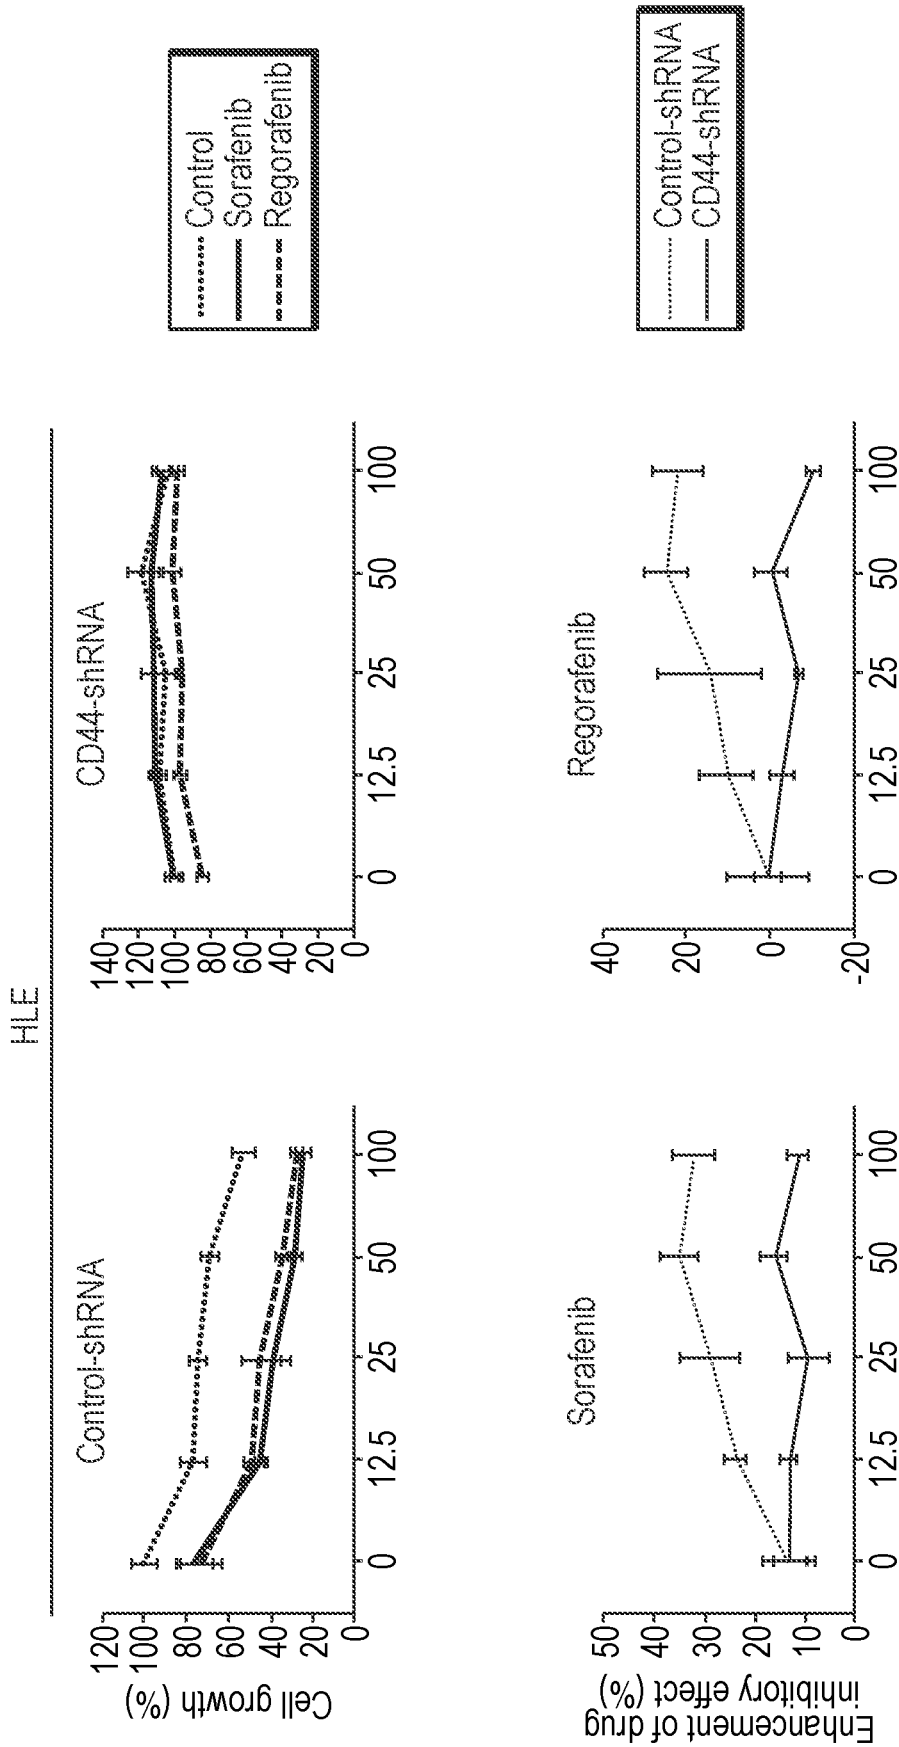 HLE
Control-shRNA
CD44-shRNA
Cell growth
(%)
120
100
80
60
40
20
0
0 12.5 25 50 100
140
120
100
80
60
40
20
0
0 12.5 25 50 100
Control
Sorafenib
Regorafenib
Sorafenib
Regorafenib
Enhancement of drug
inhibitory effect (%)
50
40
30
20
10
0
0 12.5 25 50 100
40
20
0
-20
0 12.5 25 50 100
Control-shRNA
CD44-shRNA